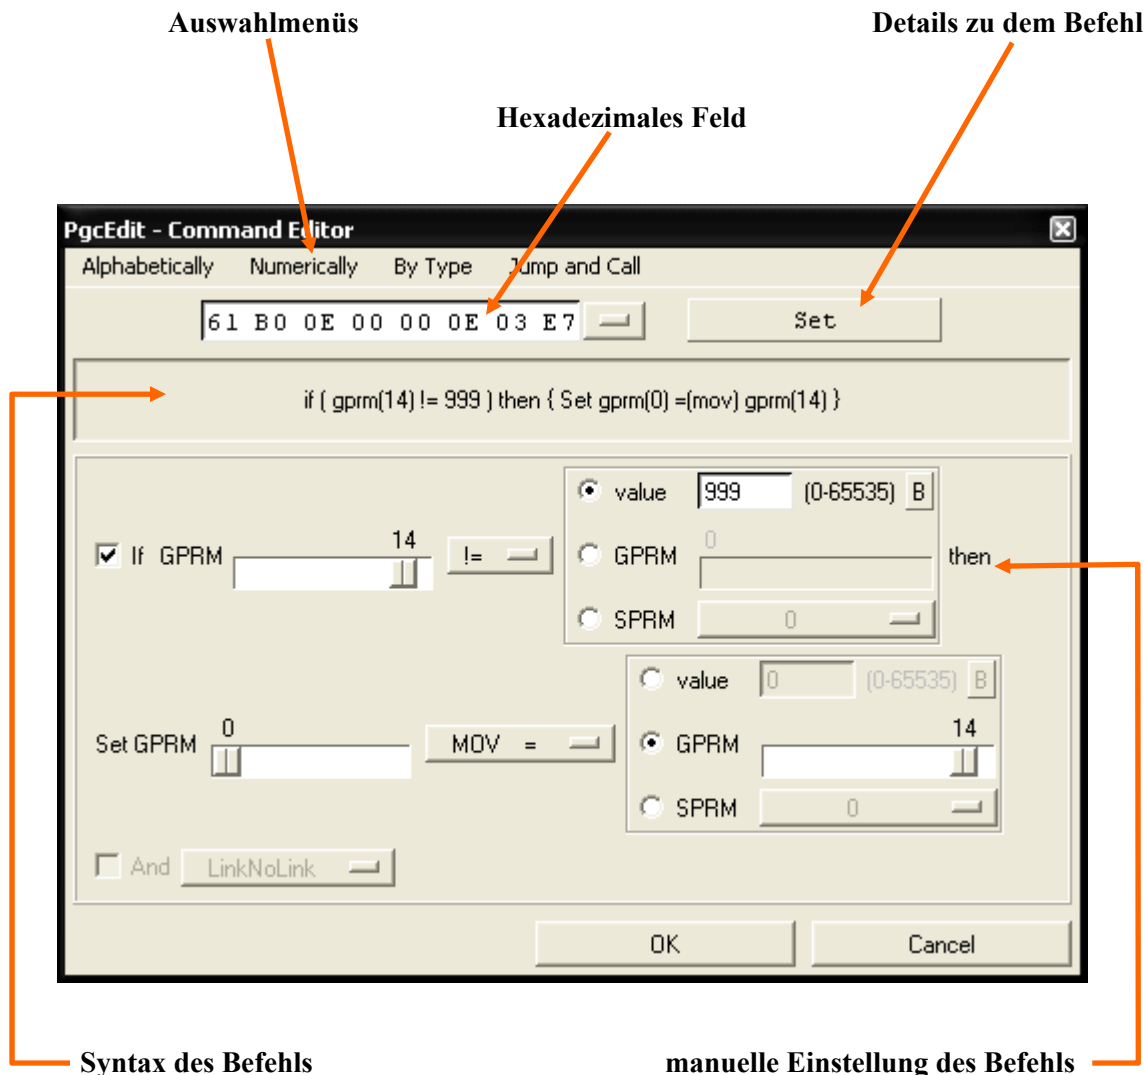 Auswahlmenüs
Details zu dem Befehl
Hexadezimales Feld
PgcEdit - Command Editor
Alphabetically Numerically By Type Jump and Call
61 B0 0E 00 00 0E 03 E7 Set
if ( gprm(14) != 999 ) then { Set gprm(0) =(mov) gprm(14) }
value 999 (0-65535) B
14
0
If GPRM != GPRM then
SPRM 0
value 0 (0-65535) B
0
14
Set GPRM MOV = GPRM
SPRM 0
And LinkNoLink
OK Cancel
Syntax des Befehls
manuelle Einstellung des Befehls